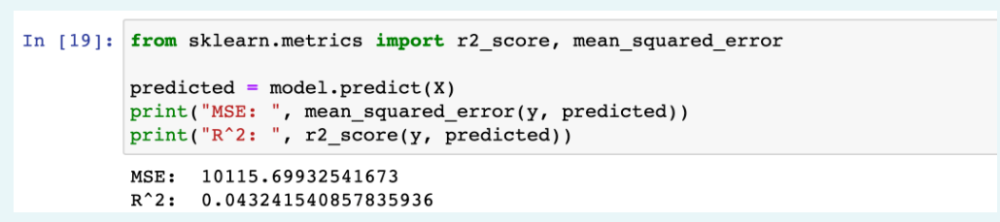 In [19]: from sklearn.metrics import r2_score, mean_squared_error
predicted = model.predict(X)
print("MSE: ", mean_squared_error(y, predicted))
print("R^2: ", r2_score(y, predicted))
MSE:  10115.69932541673
R^2:  0.043241540857835936